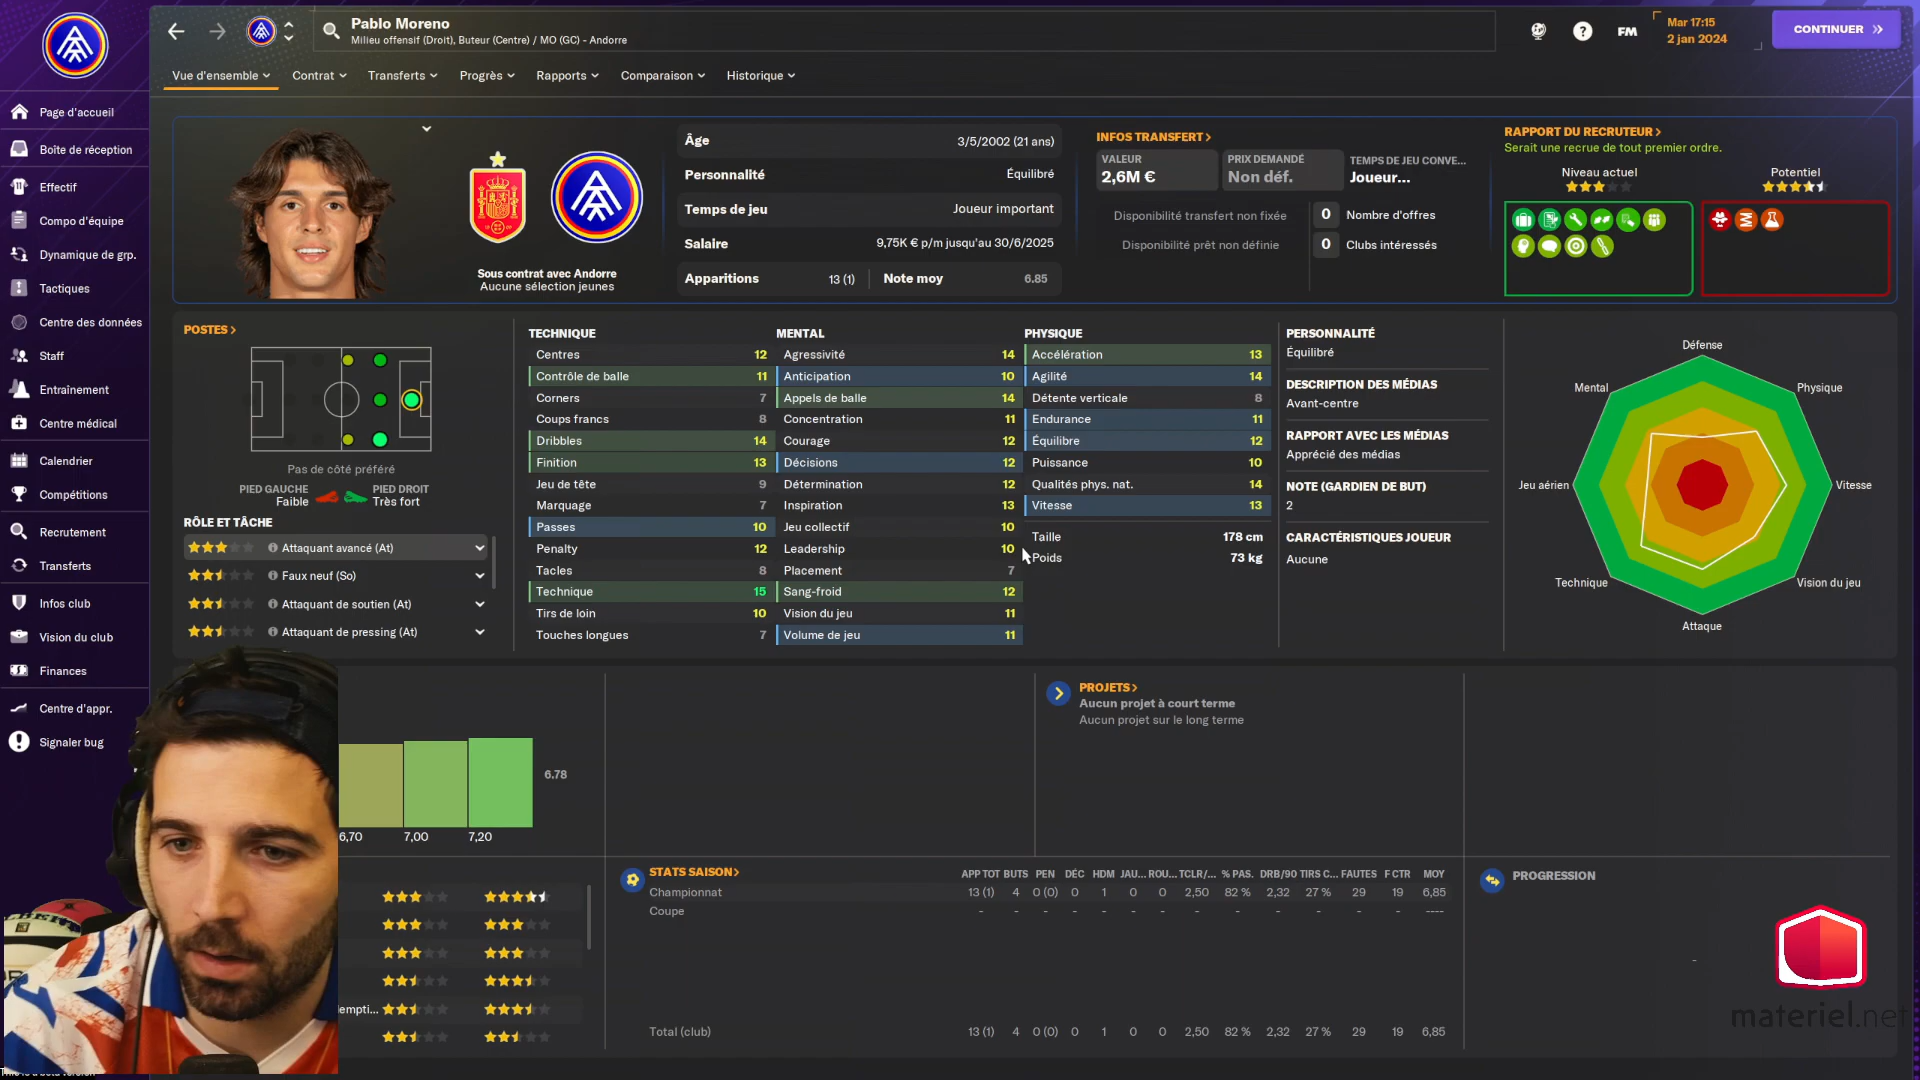 Pablo Moreno
Milieu offensif (Droit), Buteur (Centre) / MO (GC) - Andorre
FM
Mar 17:15
2 jan 2024
CONTINUER
Vue d'ensemble
Contrat
Transferts
Progrès
Rapports
Comparaison
Historique
Page d'accueil
Boîte de réception
Effectif
Compo d'équipe
Dynamique de grp.
Tactiques
Centre des données
Staff
Entraînement
Centre médical
Calendrier
Compétitions
Recrutement
Transferts
Infos club
Vision du club
Finances
Centre d'appr.
Signaler bug
Sous contrat avec Andorre
Aucune sélection jeunes
Âge 3/5/2002 (21 ans)
Personnalité Équilibré
Temps de jeu Joueur important
Salaire 9,75K € p/m jusqu'au 30/6/2025
Apparitions 13 (1) Note moy 6.85
INFOS TRANSFERT >
VALEUR
2,6M €
PRIX DEMANDÉ
Non déf.
TEMPS DE JEU CONVE...
Joueur...
Disponibilité transfert non fixée
Disponibilité prêt non définie
0 Nombre d'offres
0 Clubs intéressés
RAPPORT DU RECRUTEUR >
Serait une recrue de tout premier ordre.
Niveau actuel
Potentiel
POSTES >
Pas de côté préféré
PIED GAUCHE
Faible
PIED DROIT
Très fort
RÔLE ET TÂCHE
Attaquant avancé (At)
Faux neuf (So)
Attaquant de soutien (At)
Attaquant de pressing (At)
TECHNIQUE
Centres 12
Contrôle de balle 11
Corners 7
Coups francs 8
Dribbles 14
Finition 13
Jeu de tête 9
Marquage 7
Passes 10
Penalty 12
Tacles 8
Technique 15
Tirs de loin 10
Touches longues 7
MENTAL
Agressivité 14
Anticipation 10
Appels de balle 14
Concentration 11
Courage 12
Décisions 12
Détermination 12
Inspiration 13
Jeu collectif 10
Leadership 10
Placement 7
Sang-froid 12
Vision du jeu 11
Volume de jeu 11
PHYSIQUE
Accélération 13
Agilité 14
Détente verticale 8
Endurance 11
Équilibre 12
Puissance 10
Qualités phys. nat. 14
Vitesse 13
Taille 178 cm
Poids 73 kg
PERSONNALITÉ
Équilibré
DESCRIPTION DES MÉDIAS
Avant-centre
RAPPORT AVEC LES MÉDIAS
Apprécié des médias
NOTE (GARDIEN DE BUT)
2
CARACTÉRISTIQUES JOUEUR
Aucune
Défense
Mental
Physique
Jeu aérien
Vitesse
Technique
Vision du jeu
Attaque
6.78
6,70 7,00 7,20
empti...
PROJETS >
Aucun projet à court terme
Aucun projet sur le long terme
STATS SAISON > APP TOT BUTS PEN DÉC HDM JAU... ROU... TCLR/... % PAS. DRB/90 TIRS C... FAUTES F CTR MOY
Championnat 13 (1) 4 0 (0) 0 1 0 0 2,50 82 % 2,32 27 % 29 19 6,85
Coupe - - - - - - - - - - - - - ----
Total (club) 13 (1) 4 0 (0) 0 1 0 0 2,50 82 % 2,32 27 % 29 19 6,85
PROGRESSION
-
materiel.net